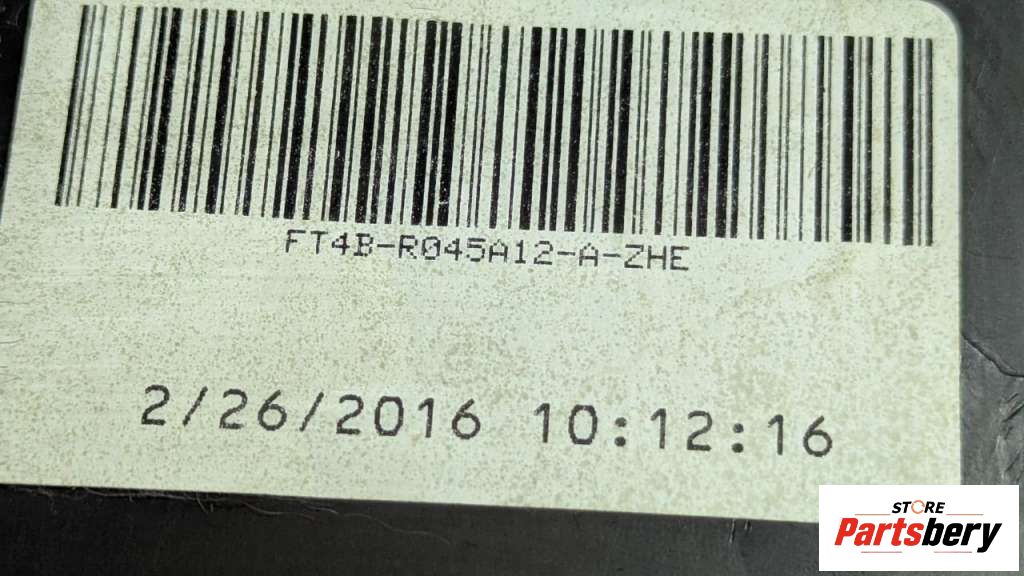 FT4B-R045A12-A-ZHE
2/26/2016 10:12:16
STORE
Partsbery